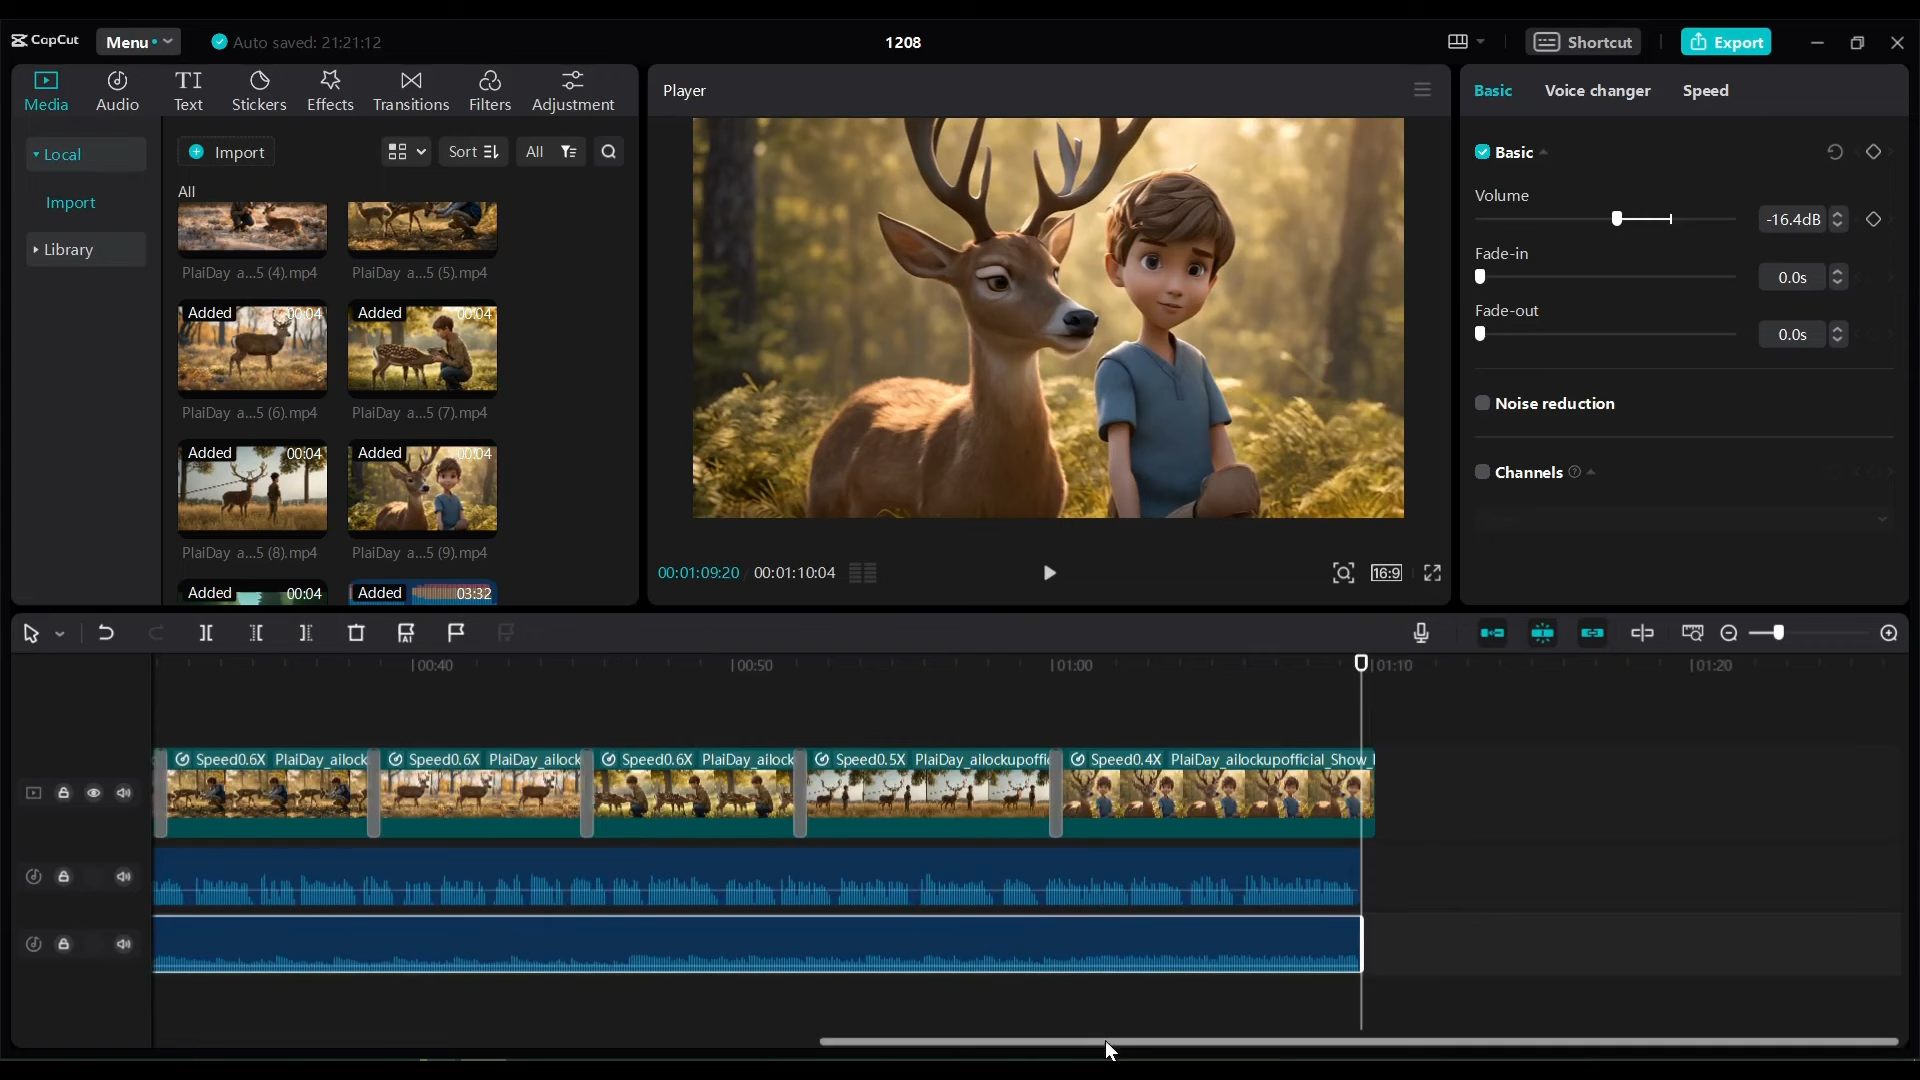 CapCut Menu Auto saved: 21:21:12 1208 Shortcut Export
Media Audio Text Stickers Effects Transitions Filters Adjustment
Player
Basic Voice changer Speed
Local
Import
Library
Import Sort All
All
PlaiDay a...5 (4).mp4 PlaiDay a...5 (5).mp4
Added 00:04 Added 00:04
PlaiDay a...5 (6).mp4 PlaiDay a...5 (7).mp4
Added 00:04 Added 00:04
PlaiDay a...5 (8).mp4 PlaiDay a...5 (9).mp4
Added 00:04 Added 03:32
00:01:09:20 00:01:10:04 16:9
Basic
Volume
-16.4dB
Fade-in
0.0s
Fade-out
0.0s
Noise reduction
Channels
00:40 00:50 01:00 01:10 01:20
Speed0.6X PlaiDay_ailock Speed0.6X PlaiDay_ailock Speed0.6X PlaiDay_ailock Speed0.5X PlaiDay_ailockupoffi Speed0.4X PlaiDay_ailockupofficial_Show_